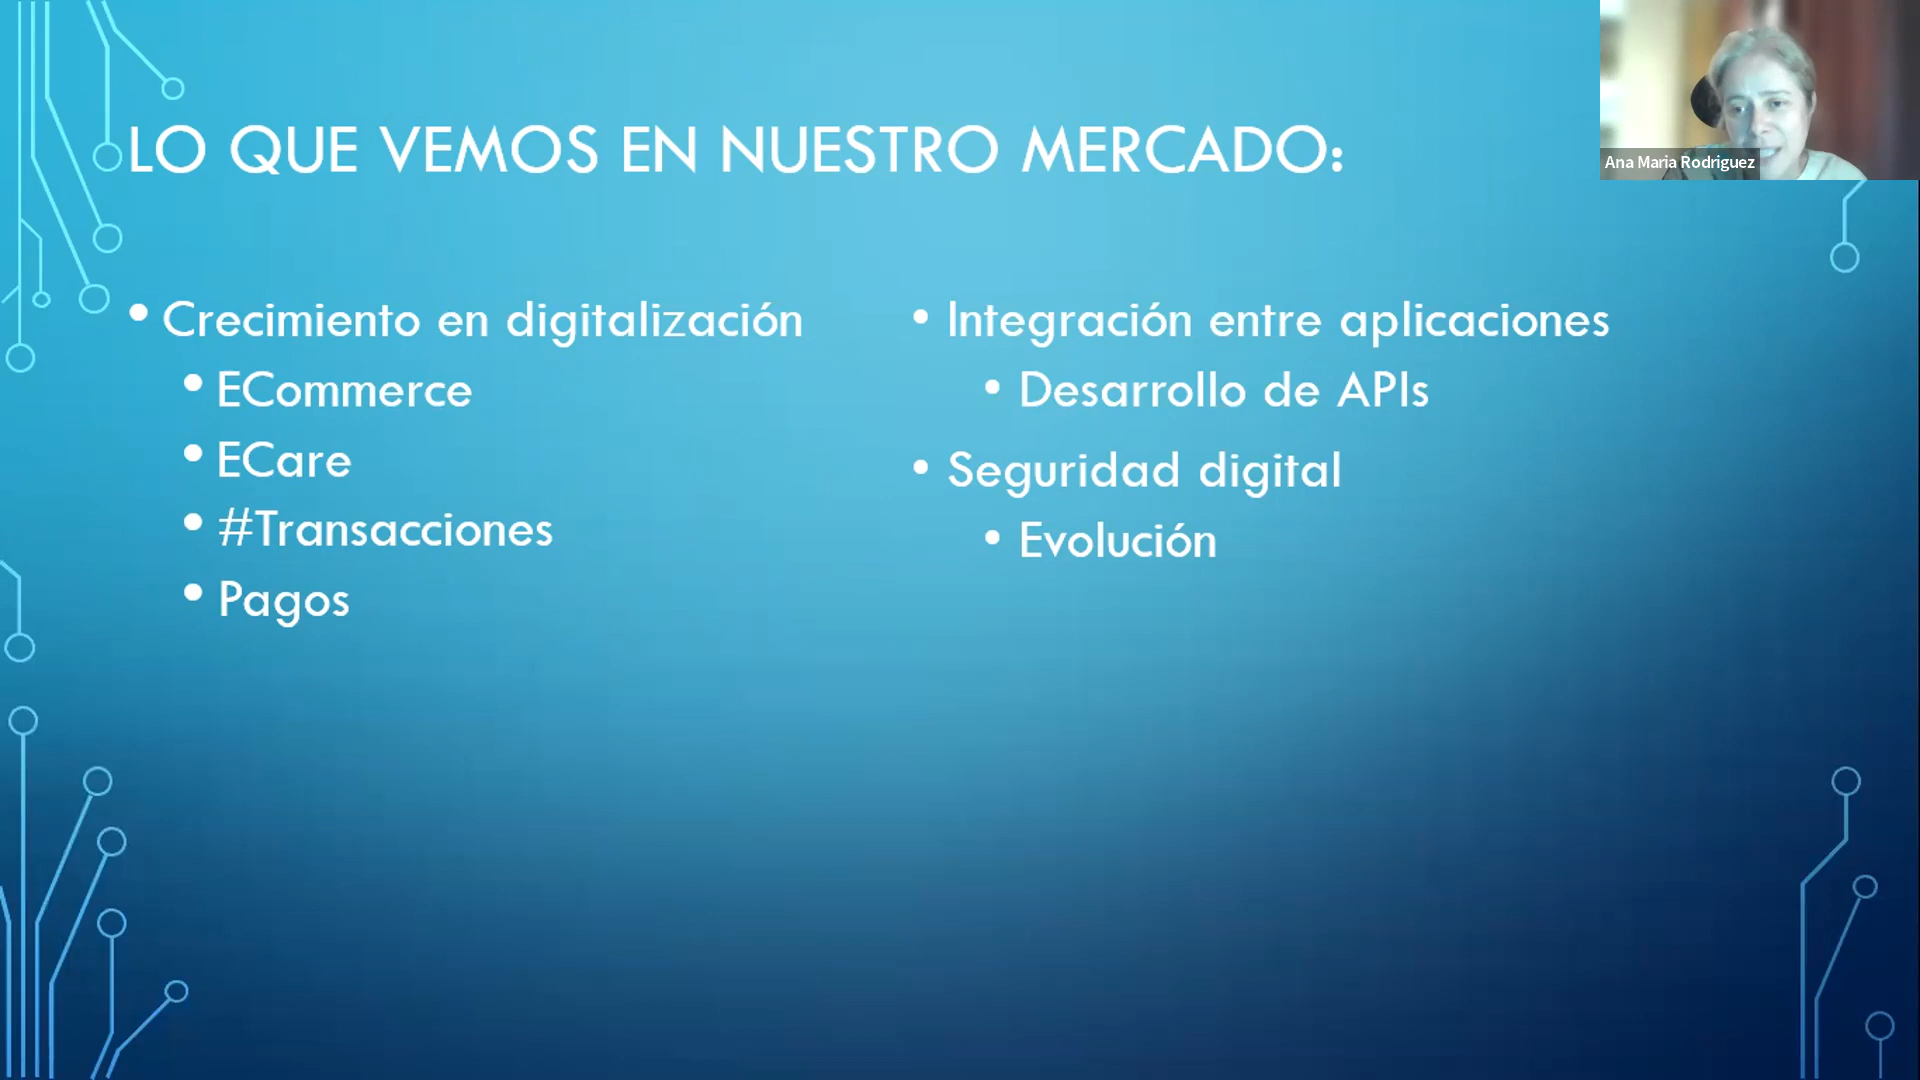 LO QUE VEMOS EN NUESTRO MERCADO:
• Crecimiento en digitalización
• ECommerce
• ECare
• #Transacciones
• Pagos
• Integración entre aplicaciones
• Desarrollo de APIs
• Seguridad digital
• Evolución
Ana Maria Rodriguez